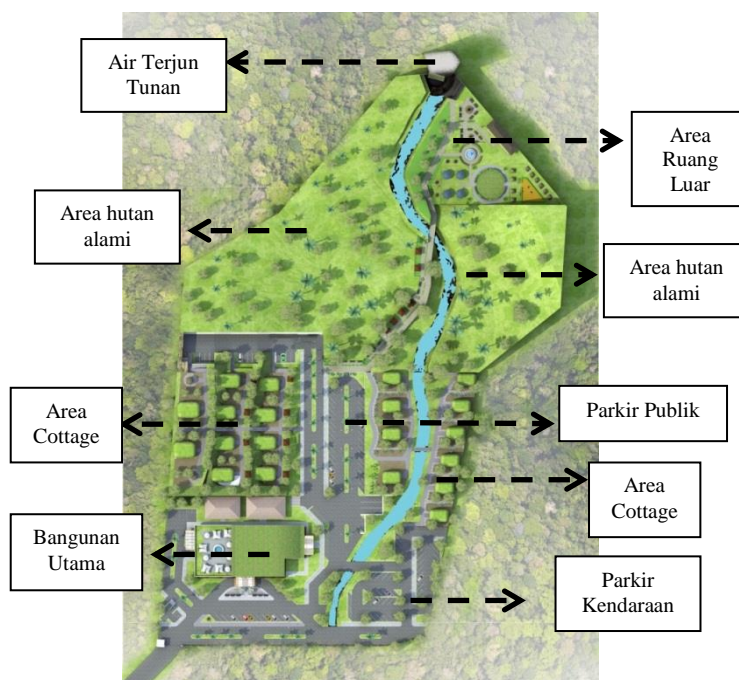 Air Terjun
Tunan
Area
Ruang
Luar
Area hutan
alami
Area hutan
alami
Area
Cottage
Parkir Publik
Area
Cottage
Bangunan
Utama
Parkir
Kendaraan